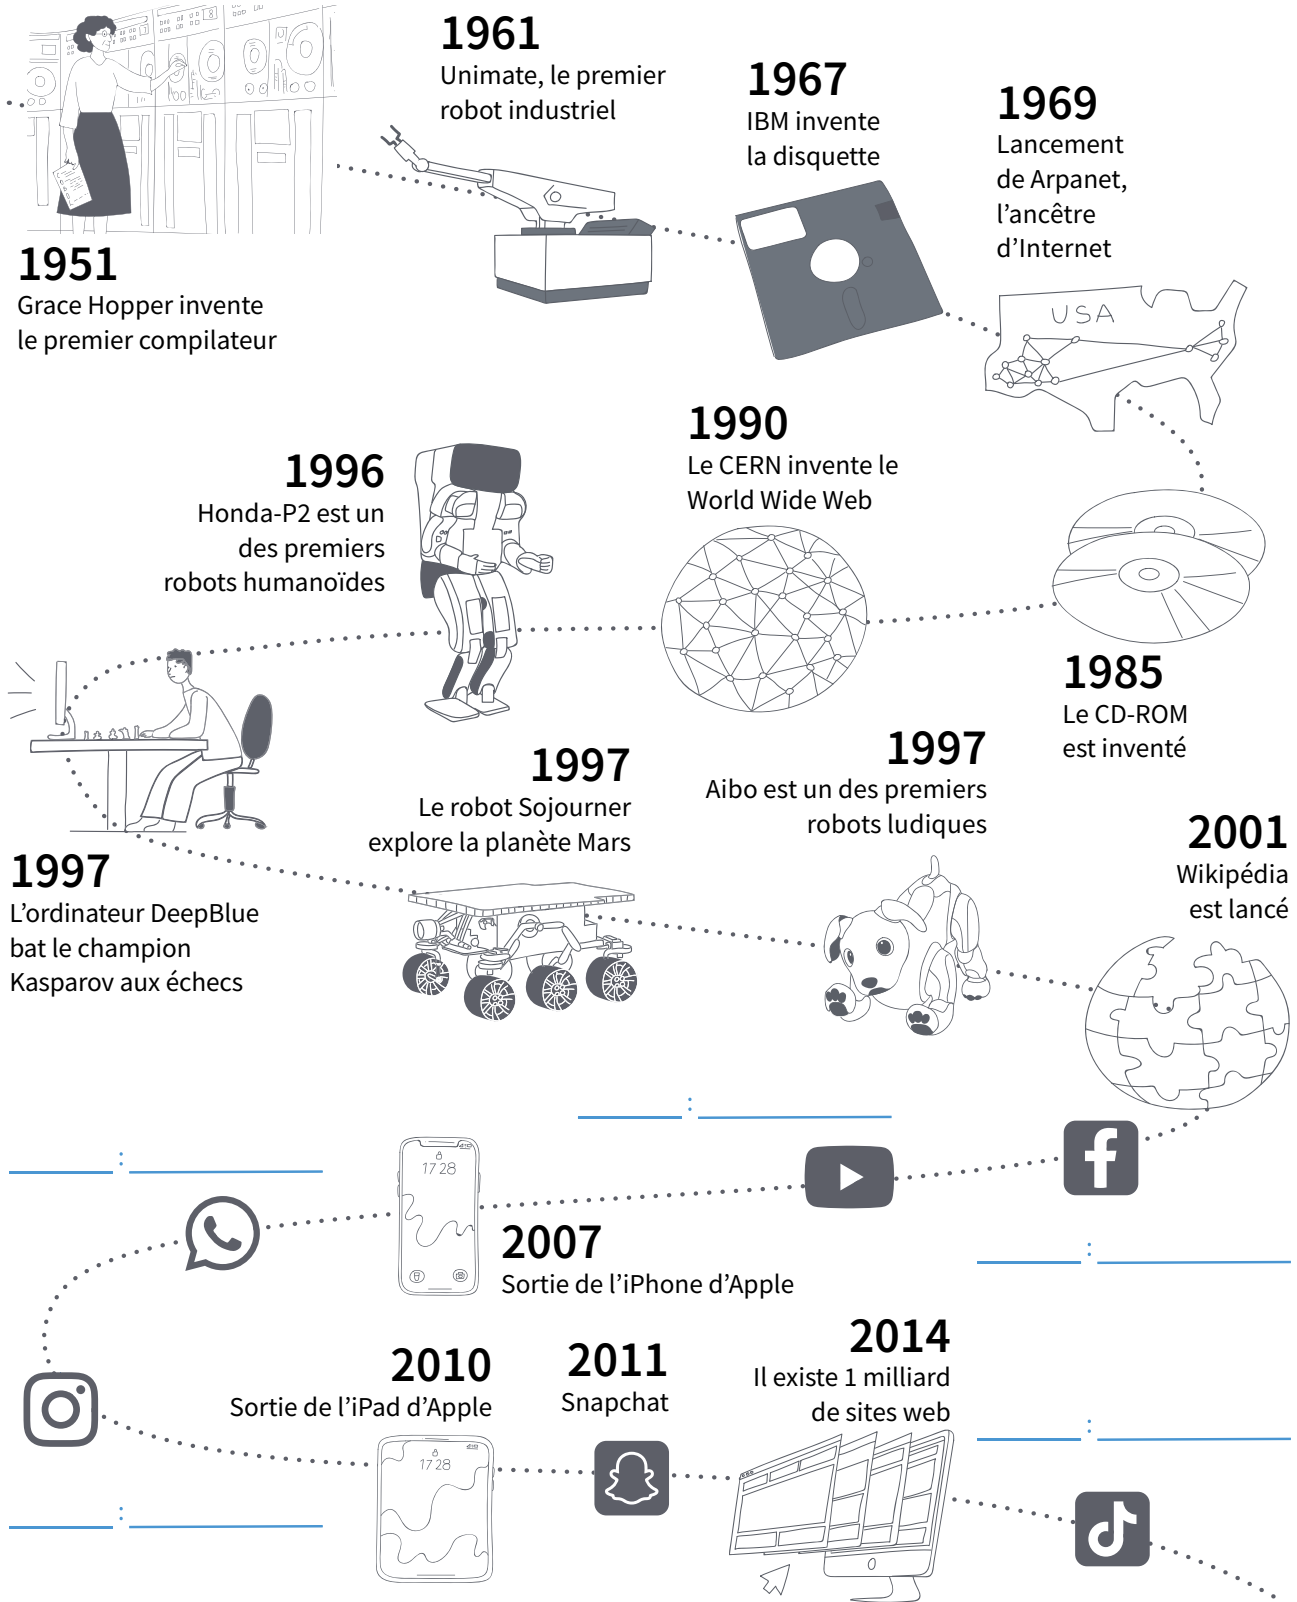 1951
Grace Hopper invente
le premier compilateur
1961
Unimate, le premier
robot industriel
1967
IBM invente
la disquette
1969
Lancement
de Arpanet,
l’ancêtre
d’Internet
USA
1985
Le CD-ROM
est inventé
1990
Le CERN invente le
World Wide Web
1996
Honda-P2 est un
des premiers
robots humanoïdes
1997
L’ordinateur DeepBlue
bat le champion
Kasparov aux échecs
1997
Le robot Sojourner
explore la planète Mars
1997
Aibo est un des premiers
robots ludiques
2001
Wikipédia
est lancé
:
:
:
17 28
2007
Sortie de l’iPhone d’Apple
2010
Sortie de l’iPad d’Apple
17 28
2011
Snapchat
2014
Il existe 1 milliard
de sites web
:
: